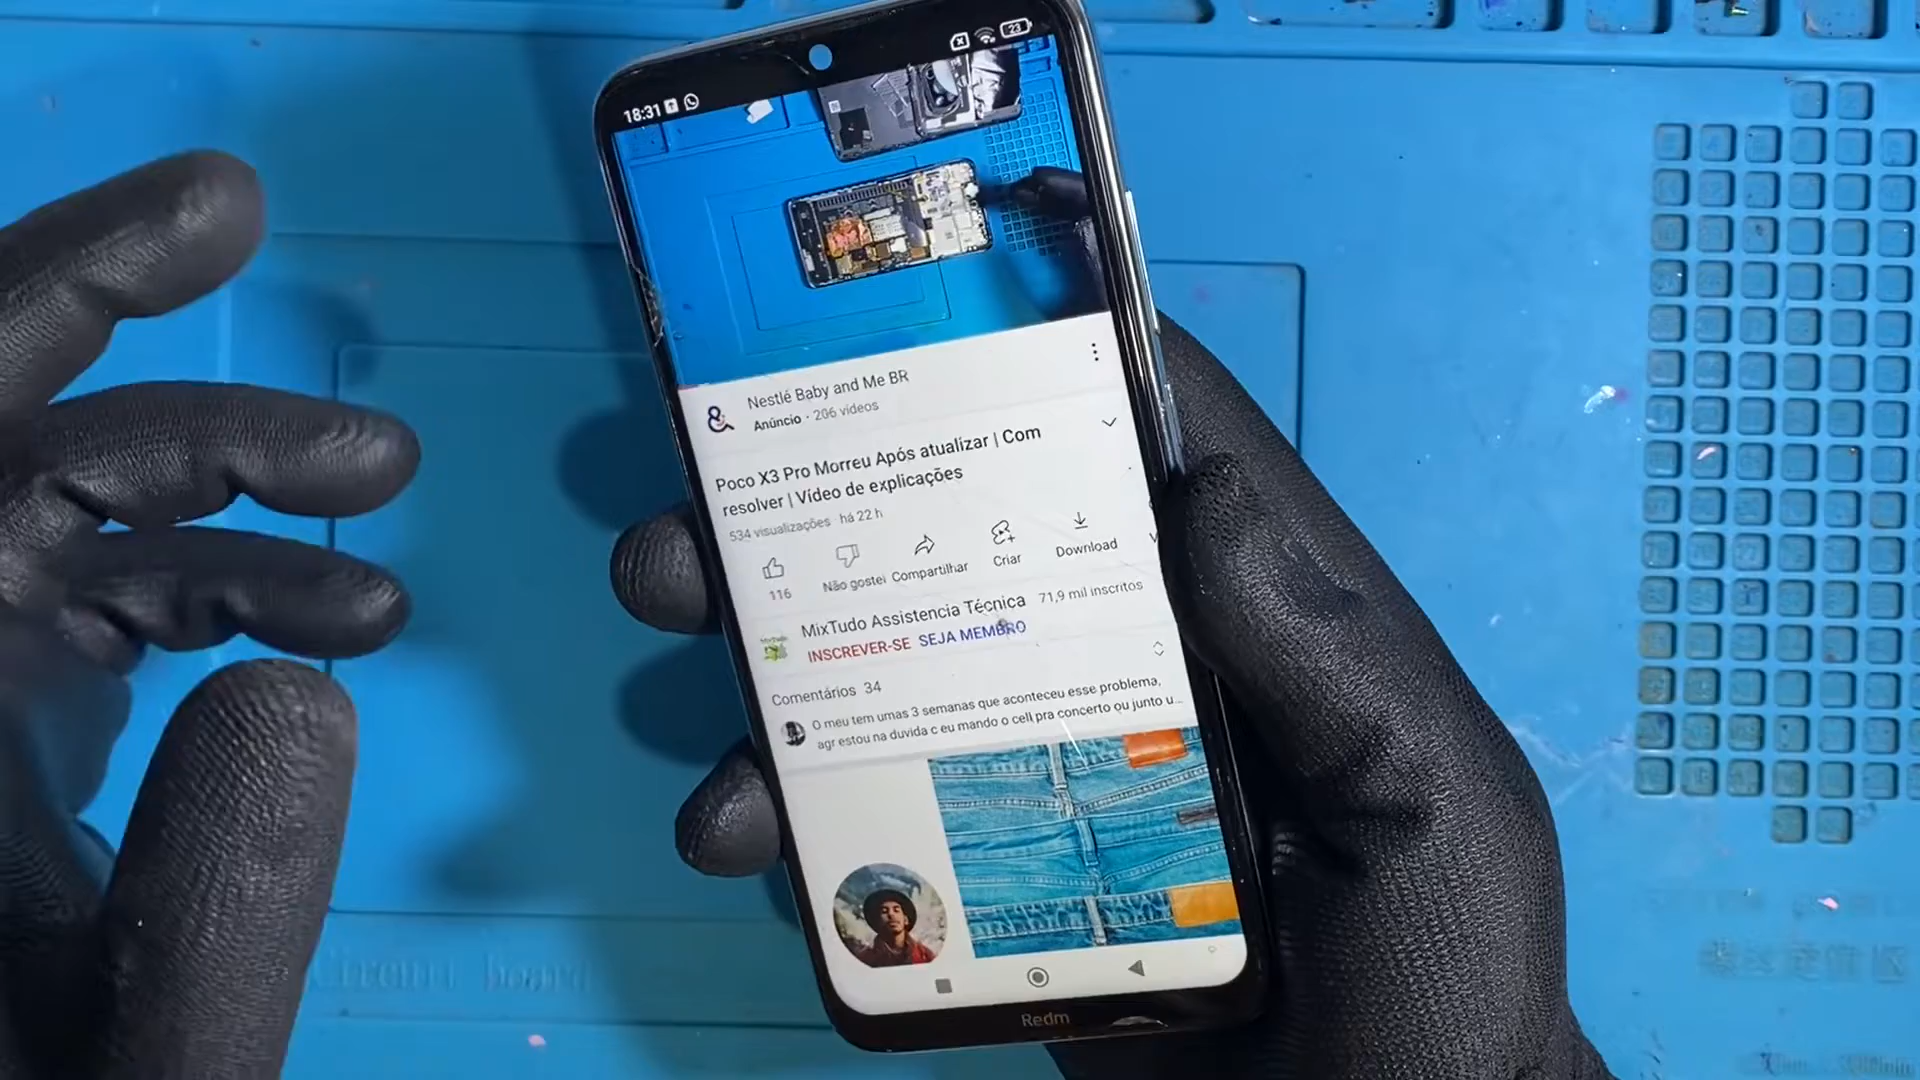 18:31
23
Nestlé Baby and Me BR
Anúncio · 206 vídeos
Poco X3 Pro Morreu Após atualizar | Com
resolver | Vídeo de explicações
534 visualizações · há 22 h
116
Não gostei
Compartilhar
Criar
Download
MixTudo Assistencia Técnica 71,9 mil inscritos
INSCREVER-SE SEJA MEMBRO
Comentários 34
O meu tem umas 3 semanas que aconteceu esse problema,
agr estou na duvida c eu mando o cell pra concerto ou junto u...
Redm
Circuit board